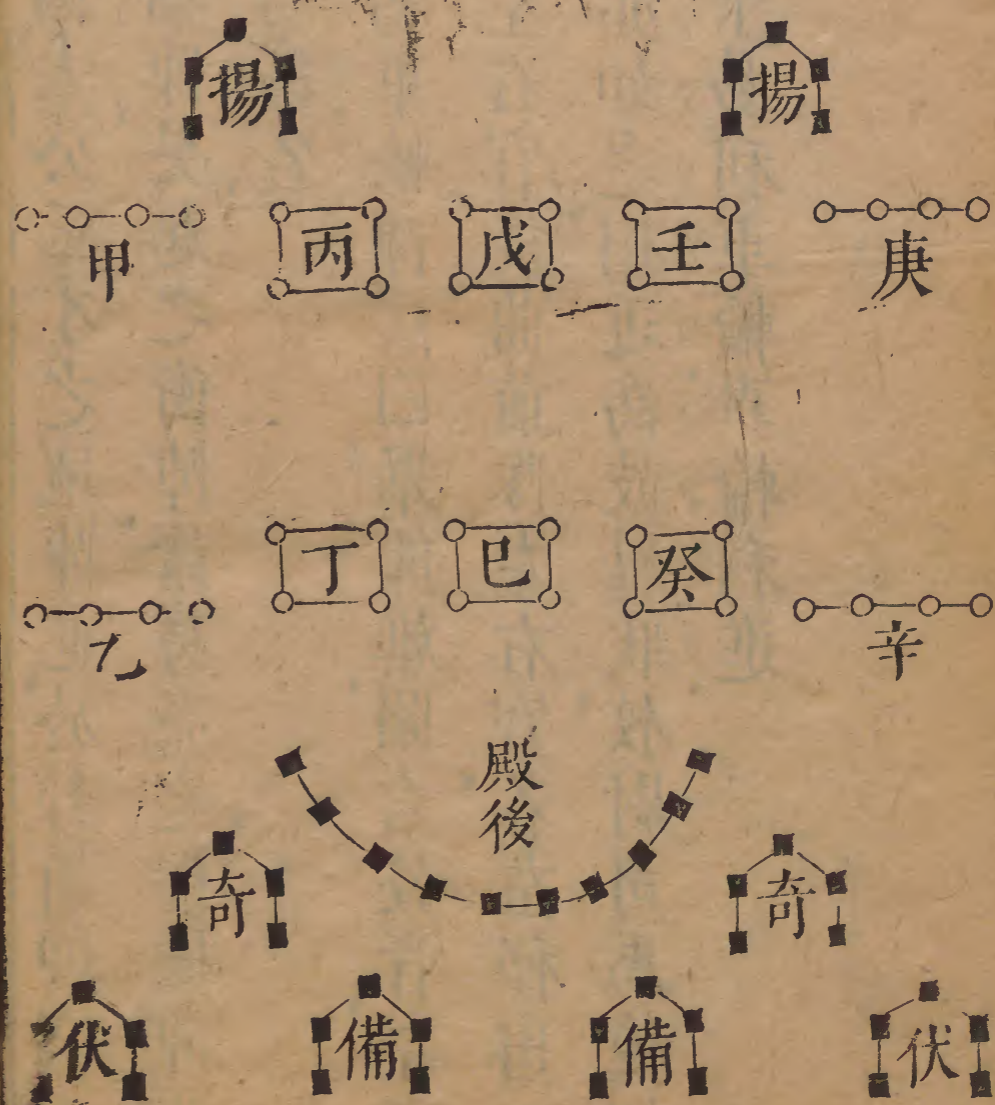 揚 揚
甲 丙 戊 壬 庚
丁 巳 癸
乙 辛
殿後
奇 奇
伏 備 備 伏